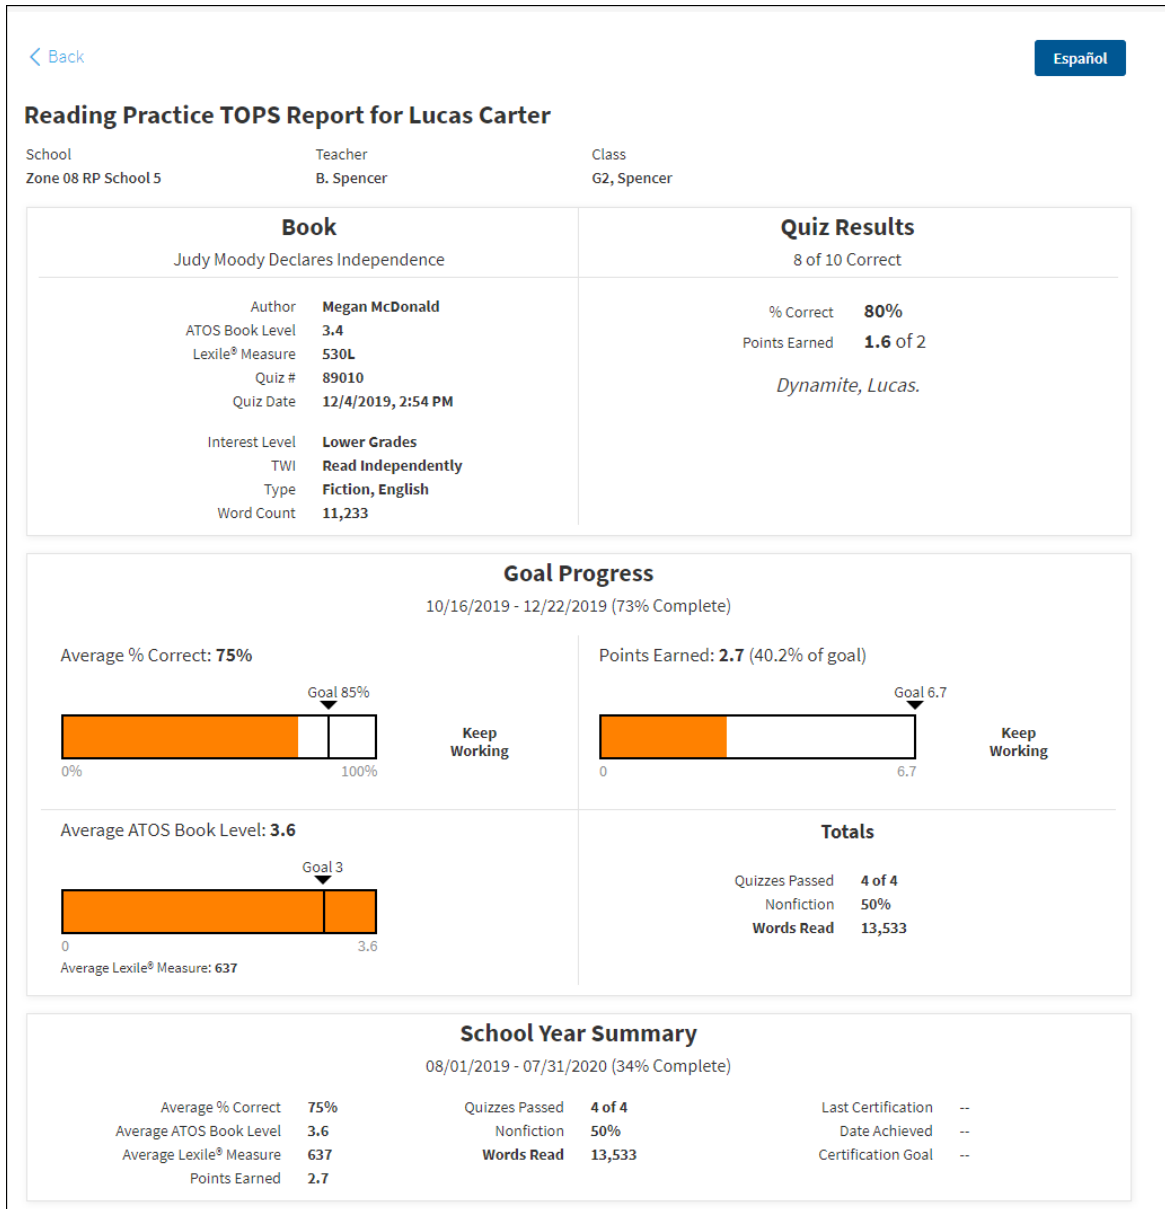 Back
Español
Reading Practice TOPS Report for Lucas Carter
School Teacher Class
Zone 08 RP School 5 B. Spencer G2, Spencer
Book
Judy Moody Declares Independence
Author Megan McDonald
ATOS Book Level 3.4
Lexile® Measure 530L
Quiz # 89010
Quiz Date 12/4/2019, 2:54 PM
Interest Level Lower Grades
TWI Read Independently
Type Fiction, English
Word Count 11,233
Quiz Results
8 of 10 Correct
% Correct 80%
Points Earned 1.6 of 2
Dynamite, Lucas.
Goal Progress
10/16/2019 - 12/22/2019 (73% Complete)
Average % Correct: 75%
Goal 85%
Keep
Working
0% 100%
Points Earned: 2.7 (40.2% of goal)
Goal 6.7
Keep
Working
0 6.7
Average ATOS Book Level: 3.6
Goal 3
0 3.6
Average Lexile® Measure: 637
Totals
Quizzes Passed 4 of 4
Nonfiction 50%
Words Read 13,533
School Year Summary
08/01/2019 - 07/31/2020 (34% Complete)
Average % Correct 75%
Average ATOS Book Level 3.6
Average Lexile® Measure 637
Points Earned 2.7
Quizzes Passed 4 of 4
Nonfiction 50%
Words Read 13,533
Last Certification --
Date Achieved --
Certification Goal --